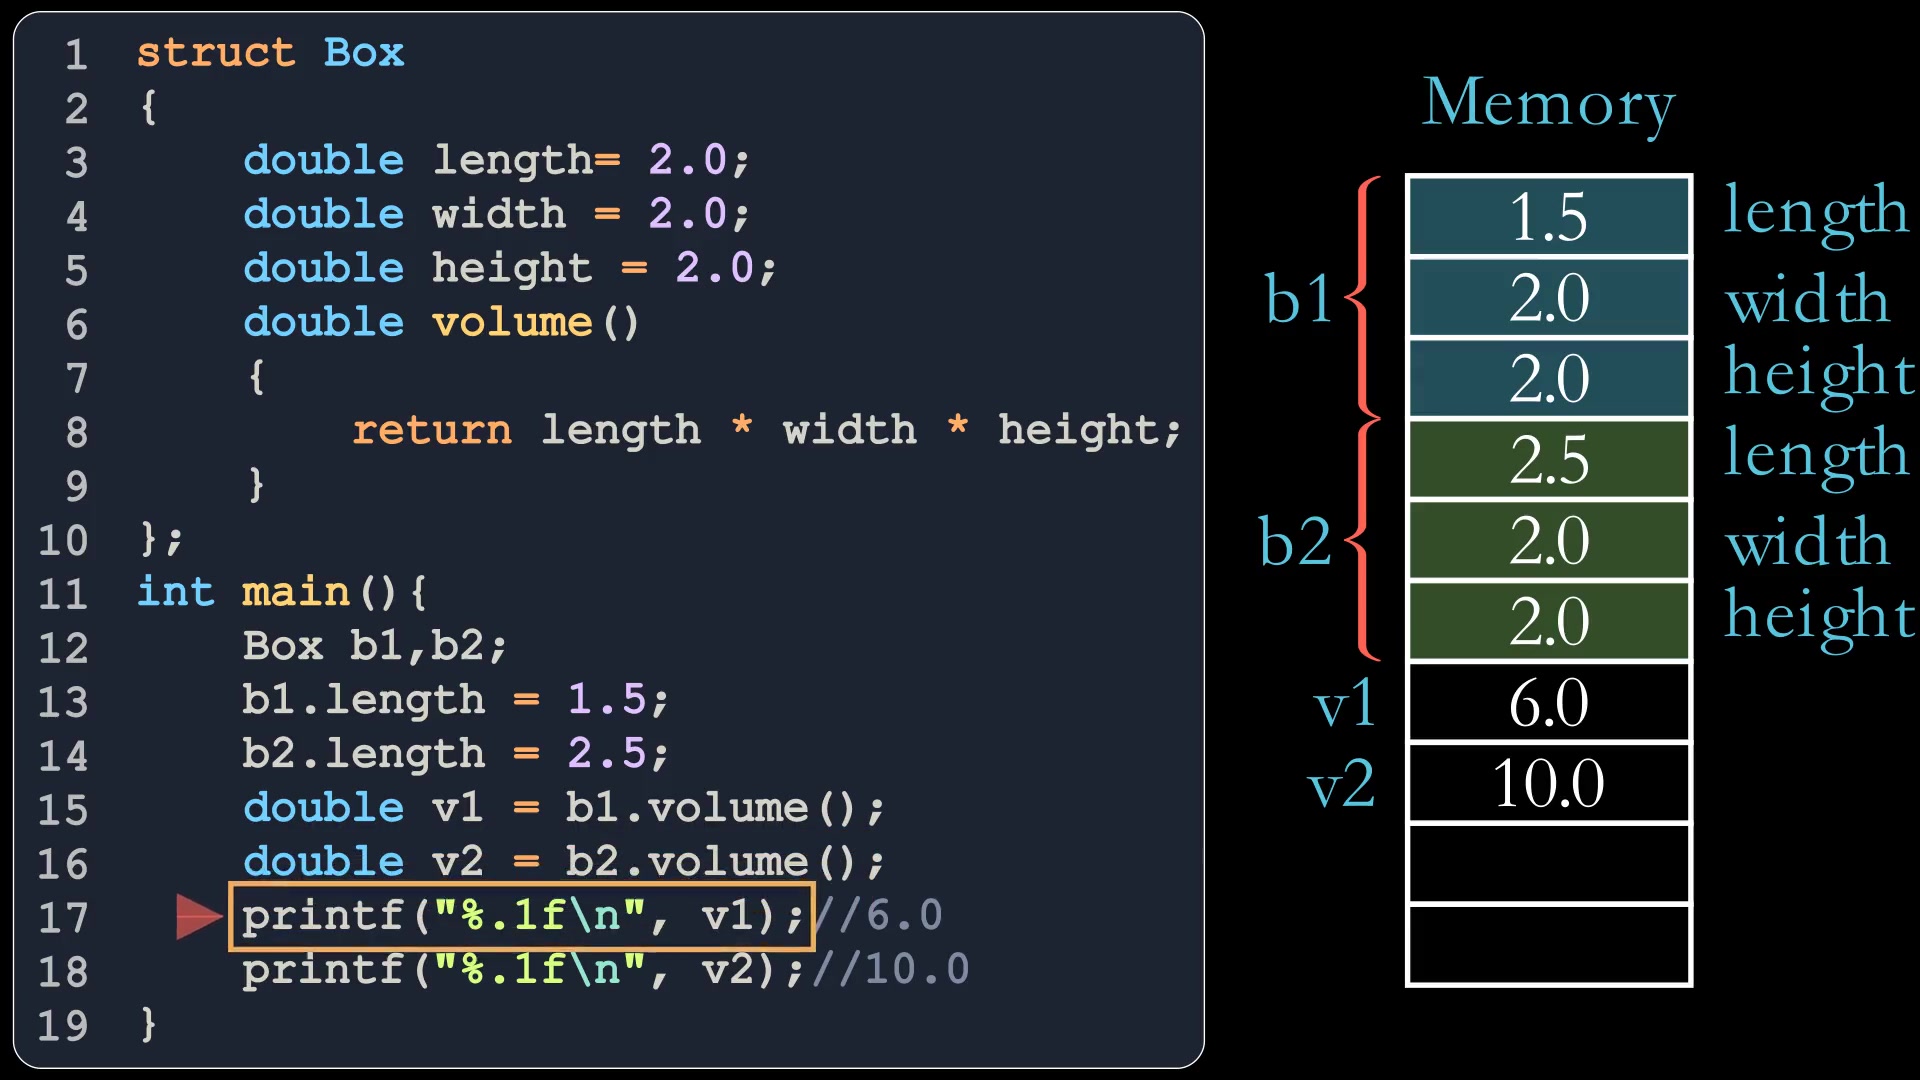 1 struct Box
2 {
3 double length= 2.0;
4 double width = 2.0;
5 double height = 2.0;
6 double volume()
7 {
8 return length * width * height;
9 }
10 };
11 int main(){
12 Box b1,b2;
13 b1.length = 1.5;
14 b2.length = 2.5;
15 double v1 = b1.volume();
16 double v2 = b2.volume();
17 printf("%.1f\n", v1);//6.0
18 printf("%.1f\n", v2);//10.0
19 }
Memory
b1
1.5 length
2.0 width
2.0 height
b2
2.5 length
2.0 width
2.0 height
v1 6.0
v2 10.0